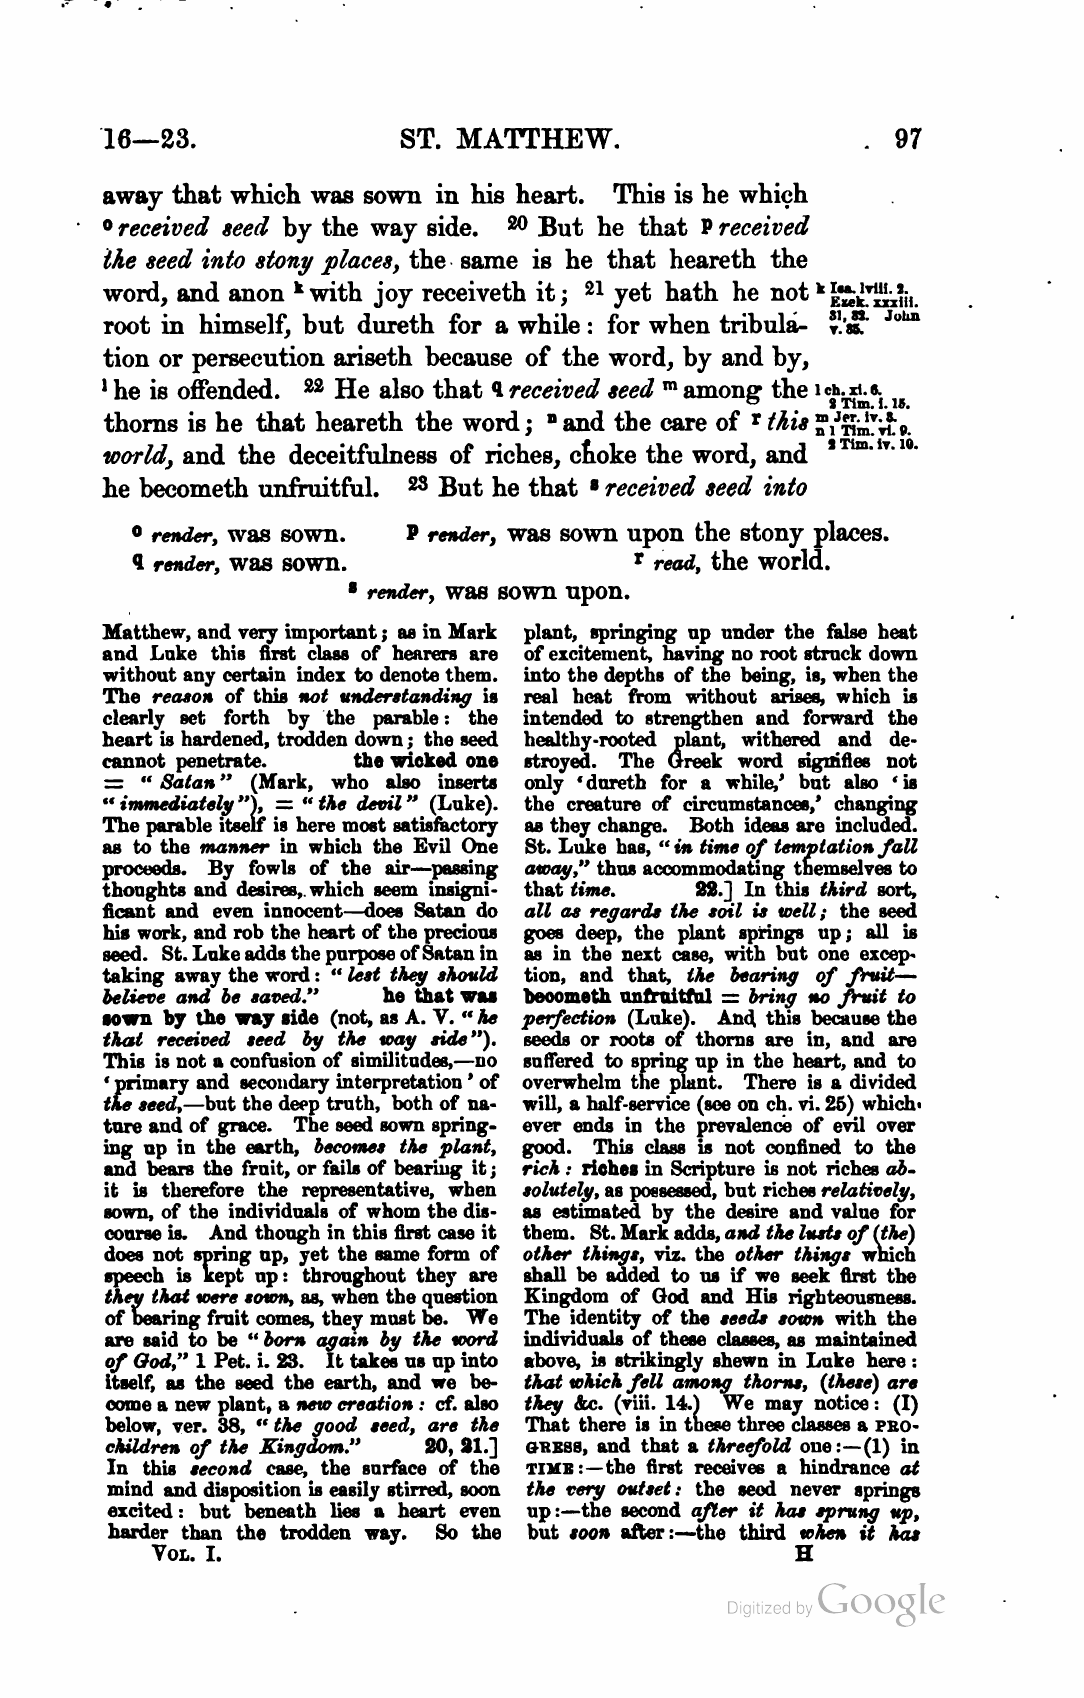 16—23. ST. MATTHEW. 97
away that which was sown in his heart. This is he which
o received seed by the way side. 20 But he that p received
the seed into stony places, the same is he that heareth the
word, and anon k with joy receiveth it; 21 yet hath he not
root in himself, but dureth for a while: for when tribula-
tion or persecution ariseth because of the word, by and by,
l he is offended. 22 He also that q received seed m among the
thorns is he that heareth the word; n and the care of r this
world, and the deceitfulness of riches, choke the word, and
he becometh unfruitful. 23 But he that s received seed into
k Isa. lviii. 2.
Ezek. xxxiii.
31, 32. John
v. 35.
l ch. xi. 6.
2 Tim. i. 15.
m Jer. iv. 3.
n 1 Tim. vi. 9.
2 Tim. iv. 10.
o render, was sown. p render, was sown upon the stony places.
q render, was sown. r read, the world.
s render, was sown upon.
Matthew, and very important; as in Mark
and Luke this first class of hearers are
without any certain index to denote them.
The reason of this not understanding is
clearly set forth by the parable: the
heart is hardened, trodden down; the seed
cannot penetrate. the wicked one
= “Satan” (Mark, who also inserts
“immediately”), = “the devil” (Luke).
The parable itself is here most satisfactory
as to the manner in which the Evil One
proceeds. By fowls of the air—passing
thoughts and desires, which seem insigni-
ficant and even innocent—does Satan do
his work, and rob the heart of the precious
seed. St. Luke adds the purpose of Satan in
taking away the word: “lest they should
believe and be saved.” he that was
sown by the way side (not, as A. V. “he
that received seed by the way side”).
This is not a confusion of similitudes,—no
‘primary and secondary interpretation’ of
the seed,—but the deep truth, both of na-
ture and of grace. The seed sown spring-
ing up in the earth, becomes the plant,
and bears the fruit, or fails of bearing it;
it is therefore the representative, when
sown, of the individuals of whom the dis-
course is. And though in this first case it
does not spring up, yet the same form of
speech is kept up: throughout they are
they that were sown, as, when the question
of bearing fruit comes, they must be. We
are said to be “born again by the word
of God,” 1 Pet. i. 23. It takes us up into
itself, as the seed the earth, and we be-
come a new plant, a new creation: cf. also
below, ver. 38, “the good seed, are the
children of the Kingdom.” 20, 21.]
In this second case, the surface of the
mind and disposition is easily stirred, soon
excited: but beneath lies a heart even
harder than the trodden way. So the
plant, springing up under the false heat
of excitement, having no root struck down
into the depths of the being, is, when the
real heat from without arises, which is
intended to strengthen and forward the
healthy-rooted plant, withered and de-
stroyed. The Greek word signifies not
only ‘dureth for a while,’ but also ‘is
the creature of circumstances,’ changing
as they change. Both ideas are included.
St. Luke has, “in time of temptation fall
away,” thus accommodating themselves to
that time. 22.] In this third sort,
all as regards the soil is well; the seed
goes deep, the plant springs up; all is
as in the next case, with but one excep-
tion, and that, the bearing of fruit—
becometh unfruitful = bring no fruit to
perfection (Luke). And this because the
seeds or roots of thorns are in, and are
suffered to spring up in the heart, and to
overwhelm the plant. There is a divided
will, a half-service (see on ch. vi. 25) which
ever ends in the prevalence of evil over
good. This class is not confined to the
rich: riches in Scripture is not riches ab-
solutely, as possessed, but riches relatively,
as estimated by the desire and value for
them. St. Mark adds, and the lusts of (the)
other things, viz. the other things which
shall be added to us if we seek first the
Kingdom of God and His righteousness.
The identity of the seeds sown with the
individuals of these classes, as maintained
above, is strikingly shewn in Luke here:
that which fell among thorns, (these) are
they &c. (viii. 14.) We may notice: (I)
That there is in these three classes a PRO-
GRESS, and that a threefold one:—(1) in
TIME:—the first receives a hindrance at
the very outset: the seed never springs
up:—the second after it has sprung up,
but soon after:—the third when it has
VOL. I. H
Digitized by Google